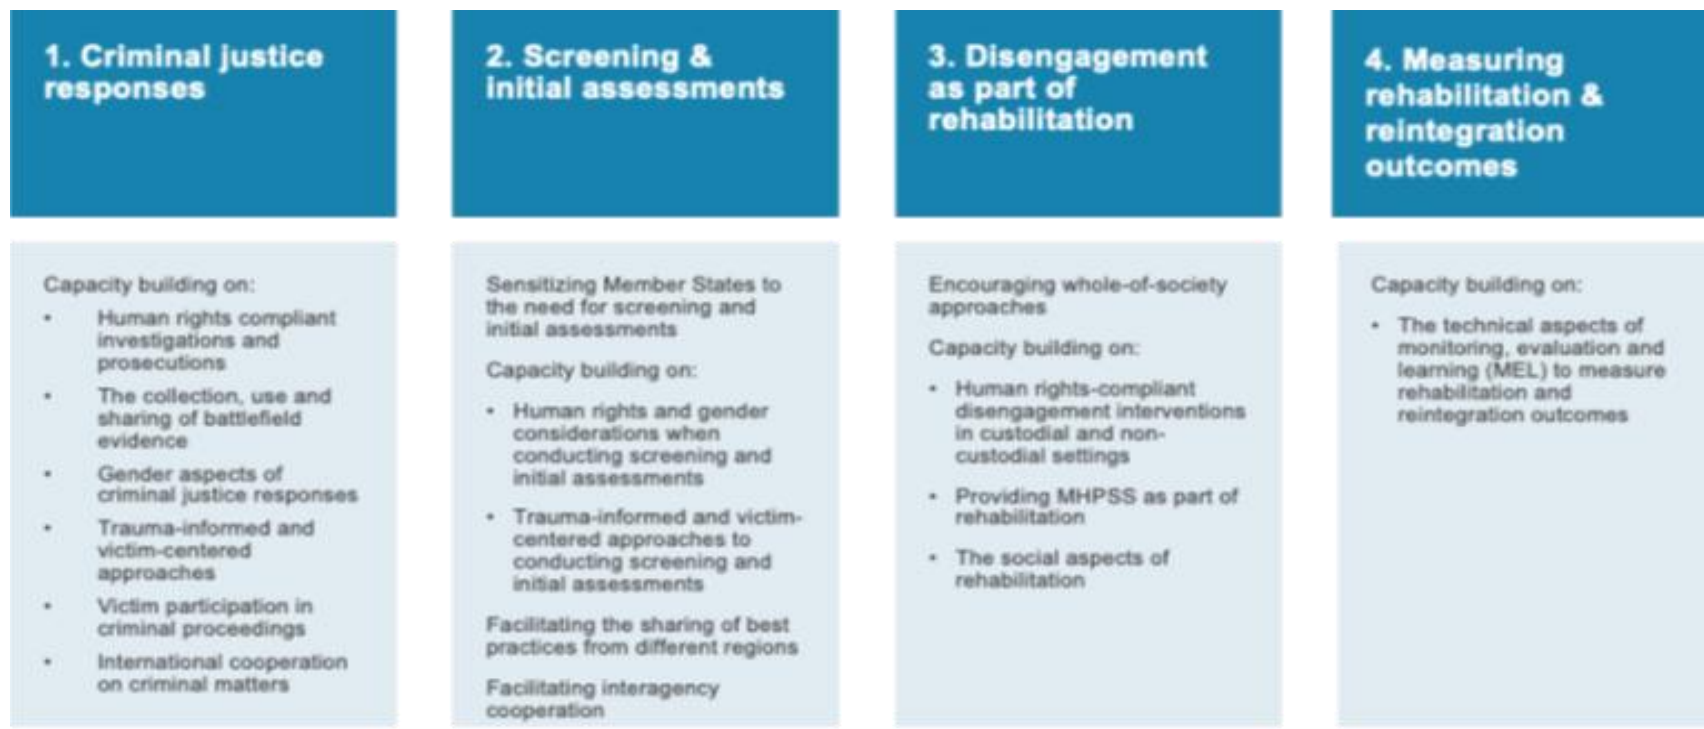 1. Criminal justice
responses
Capacity building on:
• Human rights compliant
investigations and
prosecutions
• The collection, use and
sharing of battlefield
evidence
• Gender aspects of
criminal justice responses
• Trauma-informed and
victim-centered
approaches
• Victim participation in
criminal proceedings
• International cooperation
on criminal matters
2. Screening &
initial assessments
Sensitizing Member States to
the need for screening and
initial assessments
Capacity building on:
• Human rights and gender
considerations when
conducting screening and
initial assessments
• Trauma-informed and victim-
centered approaches to
conducting screening and
initial assessments
Facilitating the sharing of best
practices from different regions
Facilitating interagency
cooperation
3. Disengagement
as part of
rehabilitation
Encouraging whole-of-society
approaches
Capacity building on:
• Human rights-compliant
disengagement interventions
in custodial and non-
custodial settings
• Providing MHPSS as part of
rehabilitation
• The social aspects of
rehabilitation
4. Measuring
rehabilitation &
reintegration
outcomes
Capacity building on:
• The technical aspects of
monitoring, evaluation and
learning (MEL) to measure
rehabilitation and
reintegration outcomes